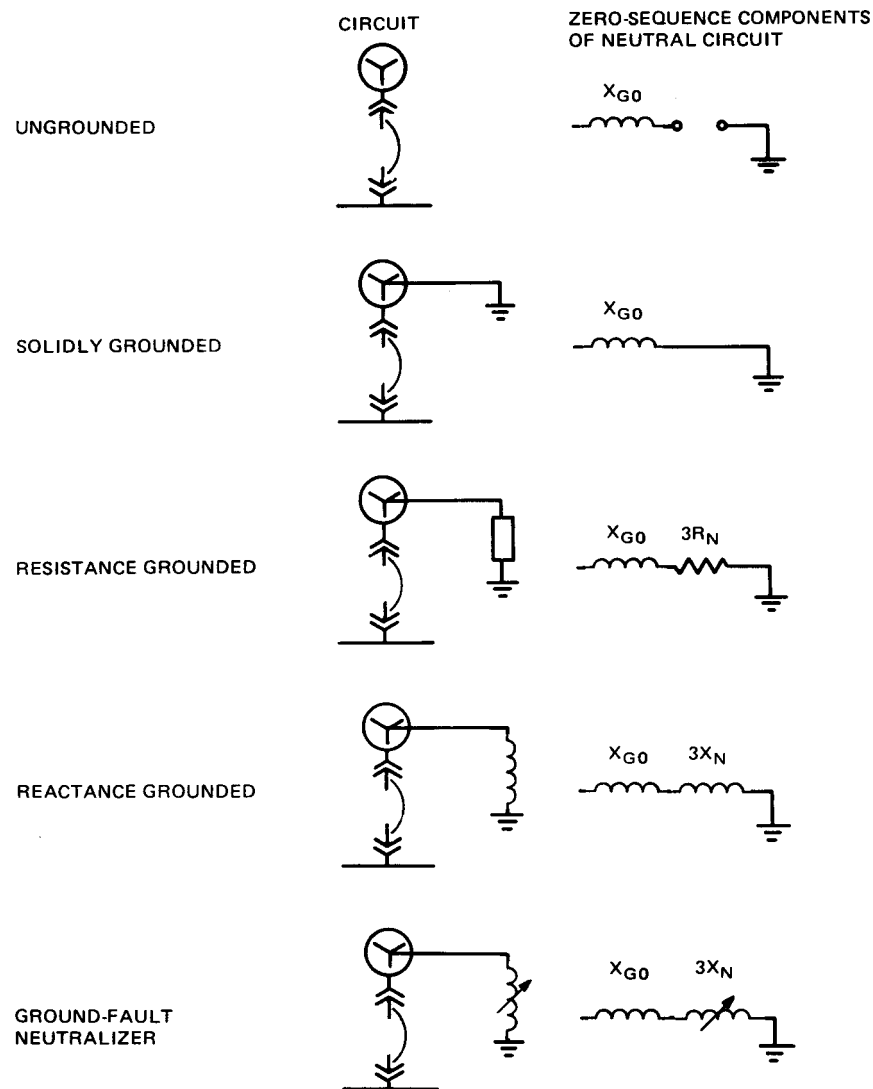 CIRCUIT
ZERO-SEQUENCE COMPONENTS
OF NEUTRAL CIRCUIT
UNGROUNDED
XG0
SOLIDLY GROUNDED
XG0
RESISTANCE GROUNDED
XG0 3RN
REACTANCE GROUNDED
XG0 3XN
GROUND-FAULT
NEUTRALIZER
XG0 3XN